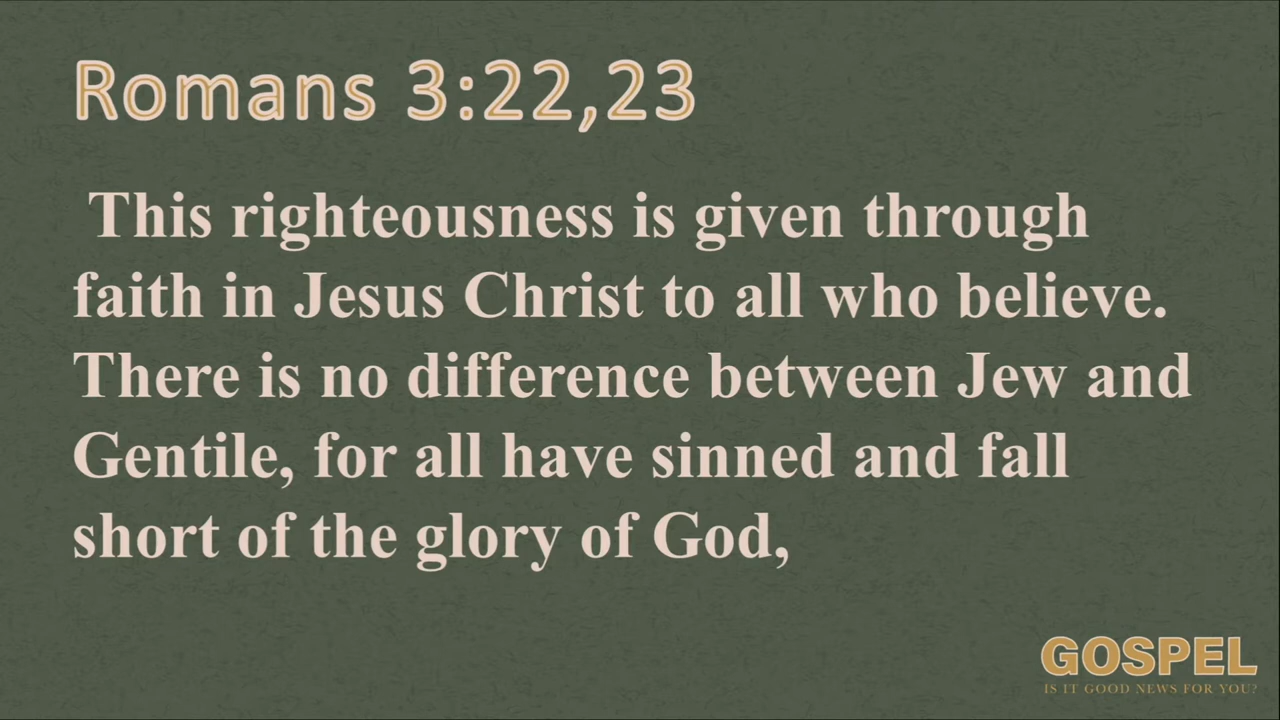 Romans 3:22,23
This righteousness is given through
faith in Jesus Christ to all who believe.
There is no difference between Jew and
Gentile, for all have sinned and fall
short of the glory of God,
GOSPEL
IS IT GOOD NEWS FOR YOU?